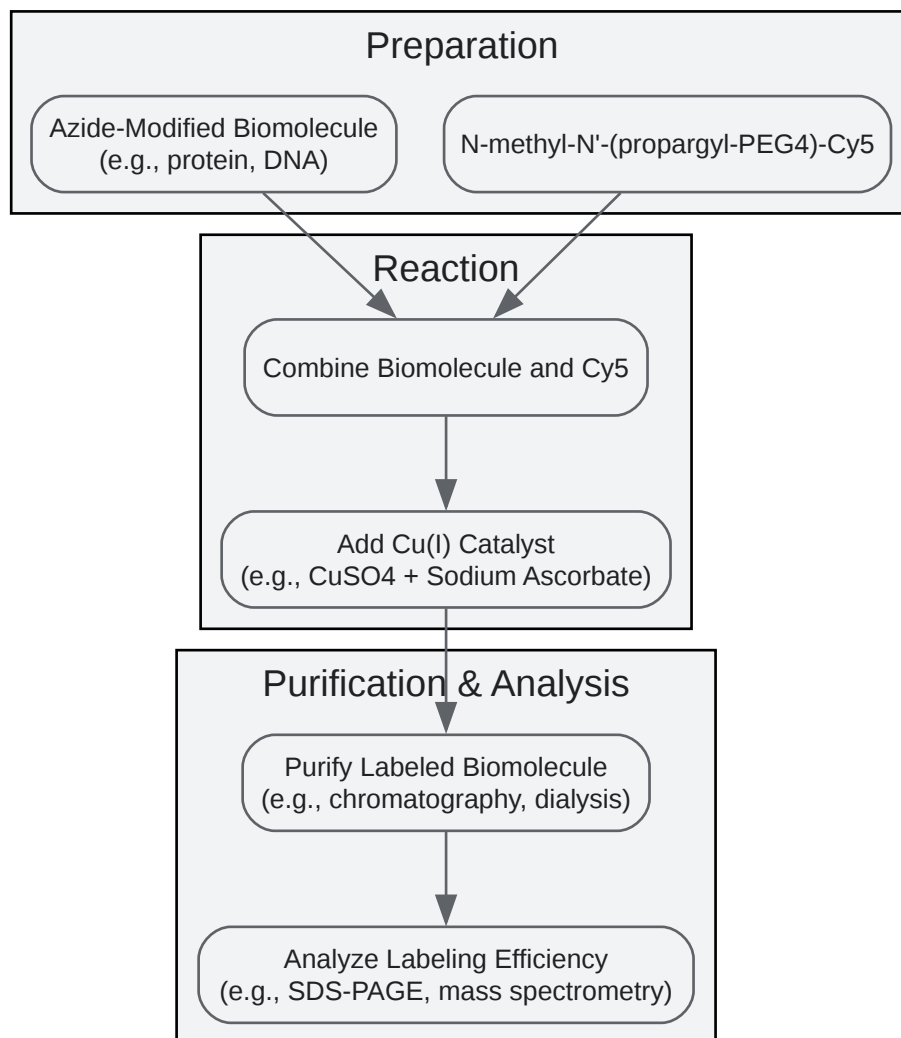 Preparation
Azide-Modified Biomolecule
(e.g., protein, DNA)
N-methyl-N'-(propargyl-PEG4)-Cy5
Reaction
Combine Biomolecule and Cy5
Add Cu(I) Catalyst
(e.g., CuSO4 + Sodium Ascorbate)
Purification & Analysis
Purify Labeled Biomolecule
(e.g., chromatography, dialysis)
Analyze Labeling Efficiency
(e.g., SDS-PAGE, mass spectrometry)